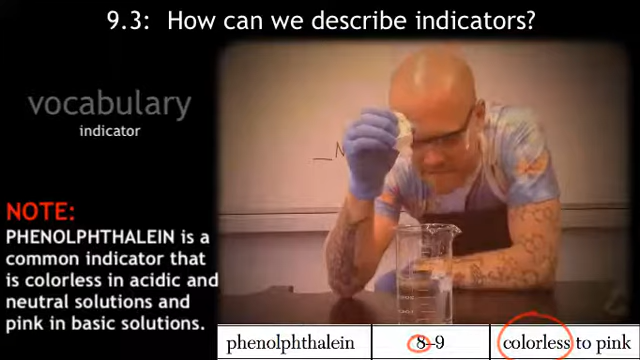 9.3: How can we describe indicators?
vocabulary
indicator
NOTE:
PHENOLPHTHALEIN is a
common indicator that
is colorless in acidic and
neutral solutions and
pink in basic solutions.
phenolphthalein 8–9 colorless to pink